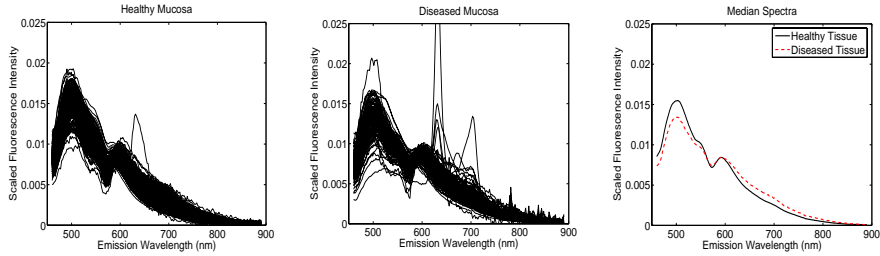 Healthy Mucosa
Scaled Fluorescence Intensity
0.025
0.02
0.015
0.01
0.005
0
500 600 700 800 900
Emission Wavelength (nm)
Diseased Mucosa
Scaled Fluorescence Intensity
0.025
0.02
0.015
0.01
0.005
0
500 600 700 800 900
Emission Wavelength (nm)
Median Spectra
Healthy Tissue
Diseased Tissue
Scaled Fluorescence Intensity
0.025
0.02
0.015
0.01
0.005
0
500 600 700 800 900
Emission Wavelength (nm)